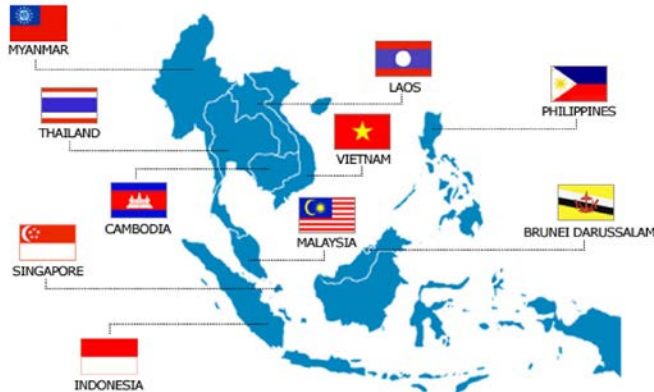 MYANMAR
LAOS
PHILIPPINES
THAILAND
VIETNAM
CAMBODIA
MALAYSIA
BRUNEI DARUSSALAM
SINGAPORE
INDONESIA